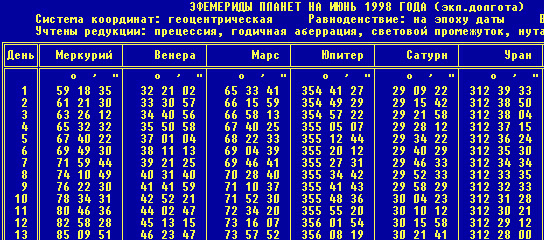 ЭФЕМЕРИДЫ ПЛАНЕТ НА ИЮНЬ 1998 ГОДА (экл.долгота)
Система координат: геоцентрическая Равноденствие: на эпоху даты В
Учтены редукции: прецессия, годичная аберрация, световой промежуток, нута
День Меркурий Венера Марс Юпитер Сатурн Уран
o ' " o ' " o ' " o ' " o ' " o ' "
1 59 18 35 32 21 02 65 33 41 354 41 27 29 09 22 312 39 33
2 61 21 30 33 30 57 66 15 59 354 49 29 29 15 42 312 38 50
3 63 26 12 34 40 56 66 58 13 354 57 22 29 21 58 312 38 04
4 65 32 32 35 50 58 67 40 25 355 05 07 29 28 12 312 37 15
5 67 40 22 37 01 04 68 22 33 355 12 44 29 34 22 312 36 24
6 69 49 30 38 11 13 69 04 39 355 20 12 29 40 29 312 35 30
7 71 59 44 39 21 25 69 46 41 355 27 31 29 46 33 312 34 34
8 74 10 49 40 31 40 70 28 40 355 34 42 29 52 33 312 33 35
9 76 22 30 41 41 59 71 10 37 355 41 43 29 58 29 312 32 33
10 78 34 31 42 52 21 71 52 30 355 48 36 30 04 23 312 31 28
11 80 46 36 44 02 47 72 34 20 355 55 20 30 10 12 312 30 21
12 82 58 28 45 13 15 73 16 07 356 01 54 30 15 58 312 29 12
13 85 09 51 46 23 47 73 57 52 356 08 19 30 21 41 312 28 00